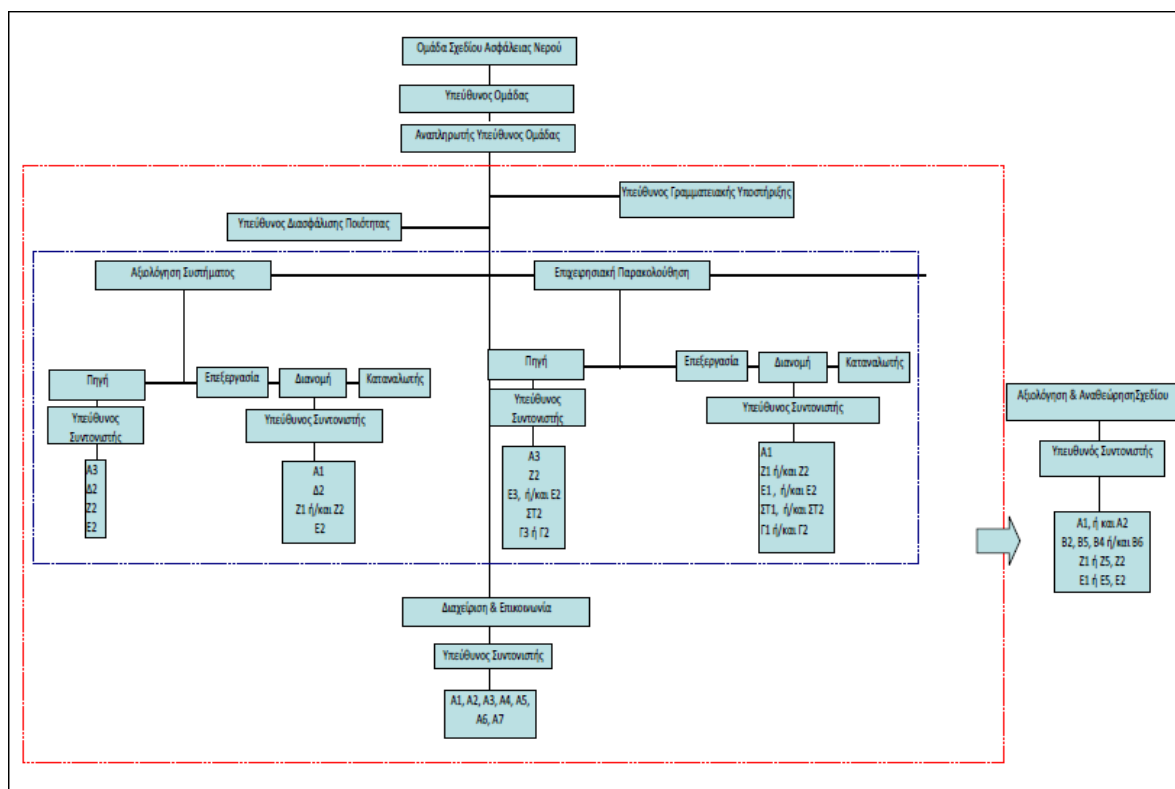 Ομάδα Σχεδίου Ασφάλειας Νερού
Υπεύθυνος Ομάδας
Αναπληρωτής Υπεύθυνος Ομάδας
Υπεύθυνος Γραμματειακής Υποστήριξης
Υπεύθυνος Διασφάλισης Ποιότητας
Αξιολόγηση Συστήματος
Επιχειρησιακή Παρακολούθηση
Πηγή
Επεξεργασία
Διανομή
Καταναλωτής
Υπεύθυνος
Συντονιστής
Υπεύθυνος Συντονιστής
Α3
Δ2
Ζ2
Ε2
Α1
Δ2
Ζ1 ή/και Ζ2
Ε2
Πηγή
Επεξεργασία
Διανομή
Καταναλωτής
Υπεύθυνος
Συντονιστής
Υπεύθυνος Συντονιστής
Α3
Ζ2
Ε3, ή/και Ε2
ΣΤ2
Γ3 ή Γ2
Α1
Ζ1 ή/και Ζ2
Ε1 , ή/και Ε2
ΣΤ1, ή/και ΣΤ2
Γ1 ή/και Γ2
Αξιολόγηση & ΑναθεώρησηΣχεδίου
Υπευθυνός Συντονιστής
Α1, ή και Α2
Β2, Β5, Β4 ή/και Β6
Ζ1 ή Ζ5, Ζ2
Ε1 ή Ε5, Ε2
Διαχείριση & Επικοινωνία
Υπεύθυνος Συντονιστής
Α1, Α2, Α3, Α4, Α5,
Α6, Α7